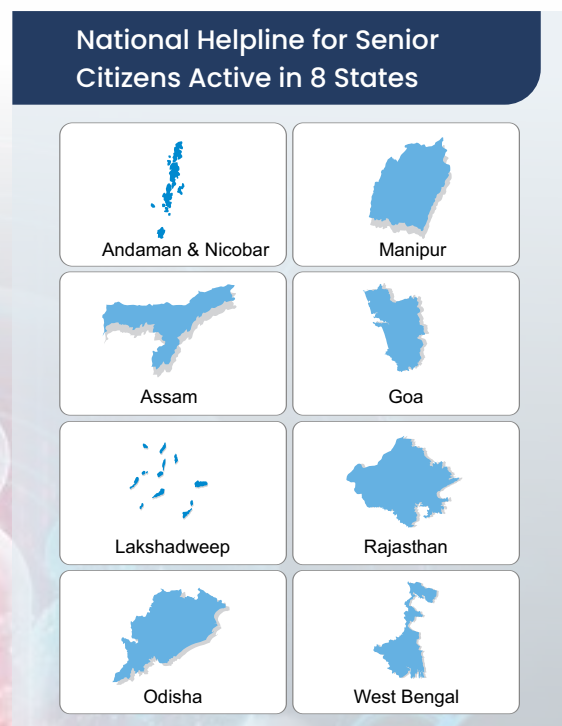 National Helpline for Senior
Citizens Active in 8 States
Andaman & Nicobar
Manipur
Assam
Goa
Lakshadweep
Rajasthan
Odisha
West Bengal